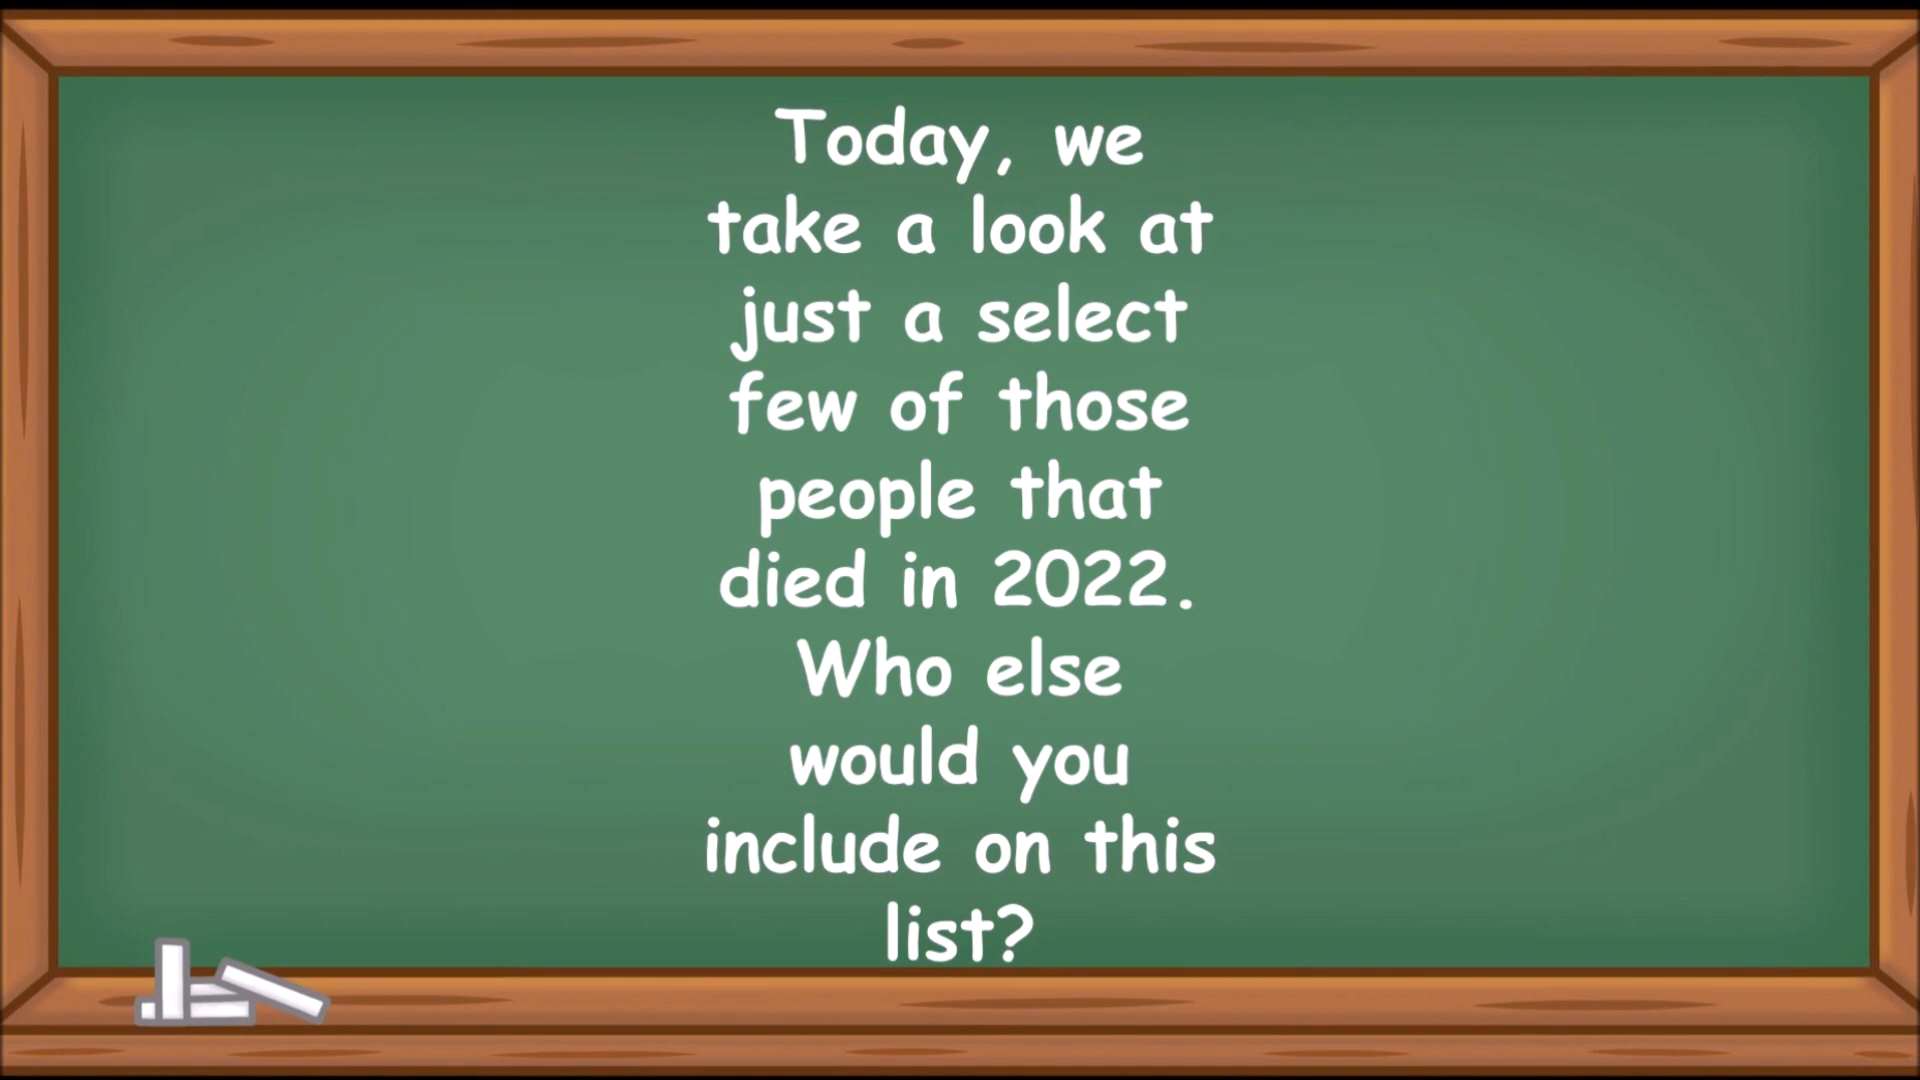 Today, we
take a look at
just a select
few of those
people that
died in 2022.
Who else
would you
include on this
list?